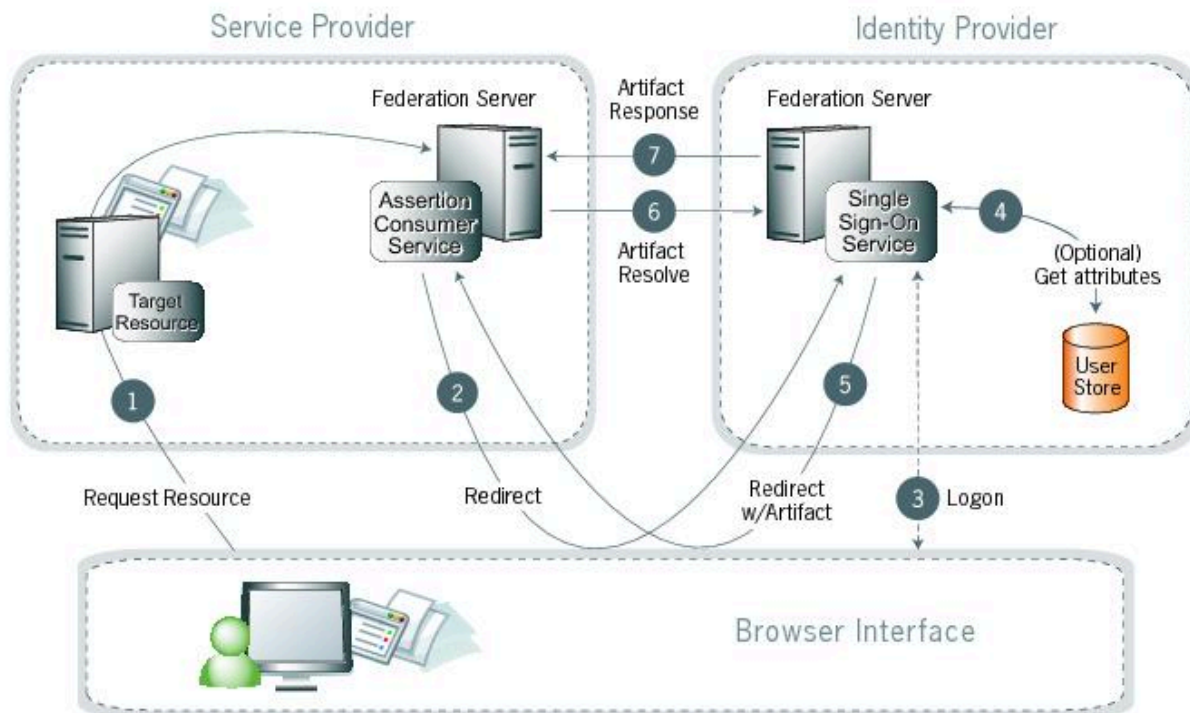 Service Provider
Identity Provider
Federation Server
Artifact
Response
Federation Server
7
Assertion
Consumer
Service
6
Artifact
Resolve
Single
Sign-On
Service
4
(Optional)
Get attributes
Target
Resource
User
Store
1
2
5
Request Resource
Redirect
Redirect
w/Artifact
3
Logon
Browser Interface